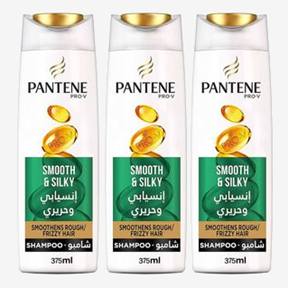 PANTENE
PRO-V
SMOOTH
& SILKY
إنسيابي
وحريري
SMOOTHENS ROUGH/
FRIZZY HAIR
SHAMPOO • شامبو
375ml
PANTENE
PRO-V
SMOOTH
& SILKY
إنسيابي
وحريري
SMOOTHENS ROUGH/
FRIZZY HAIR
SHAMPOO • شامبو
375ml
PANTENE
PRO-V
SMOOTH
& SILKY
إنسيابي
وحريري
SMOOTHENS ROUGH/
FRIZZY HAIR
SHAMPOO • شامبو
375ml